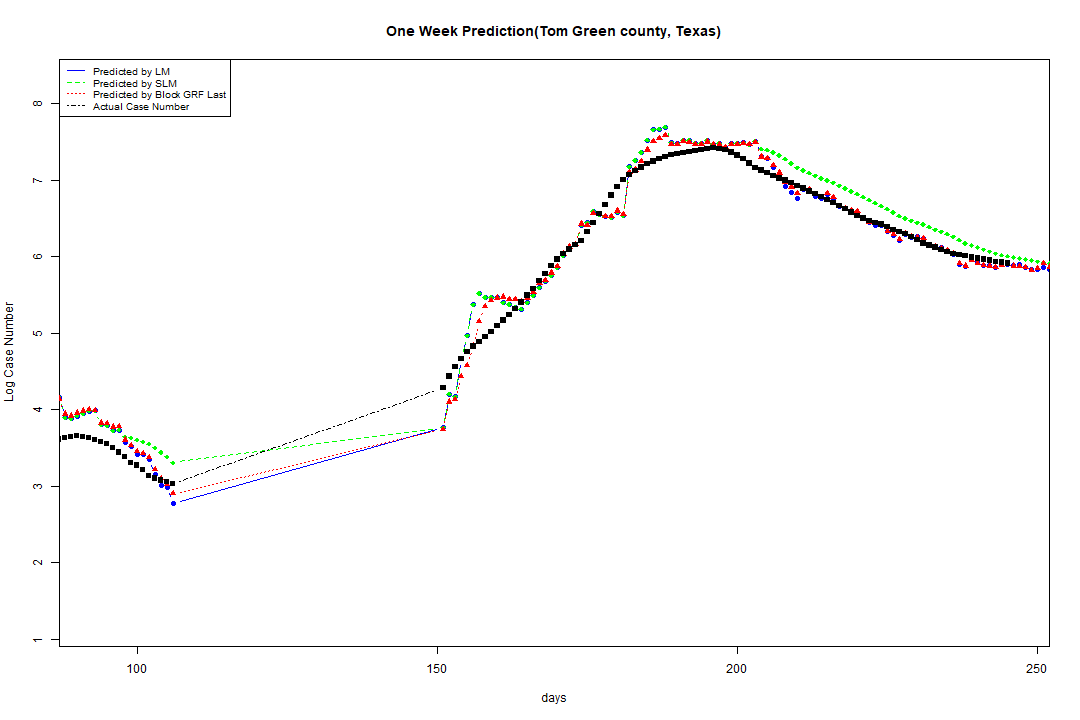 One Week Prediction(Tom Green county, Texas)
Predicted by LM
Predicted by SLM
Predicted by Block GRF Last
Actual Case Number
Log Case Number
8
7
6
5
4
3
2
1
100 150 200 250
days